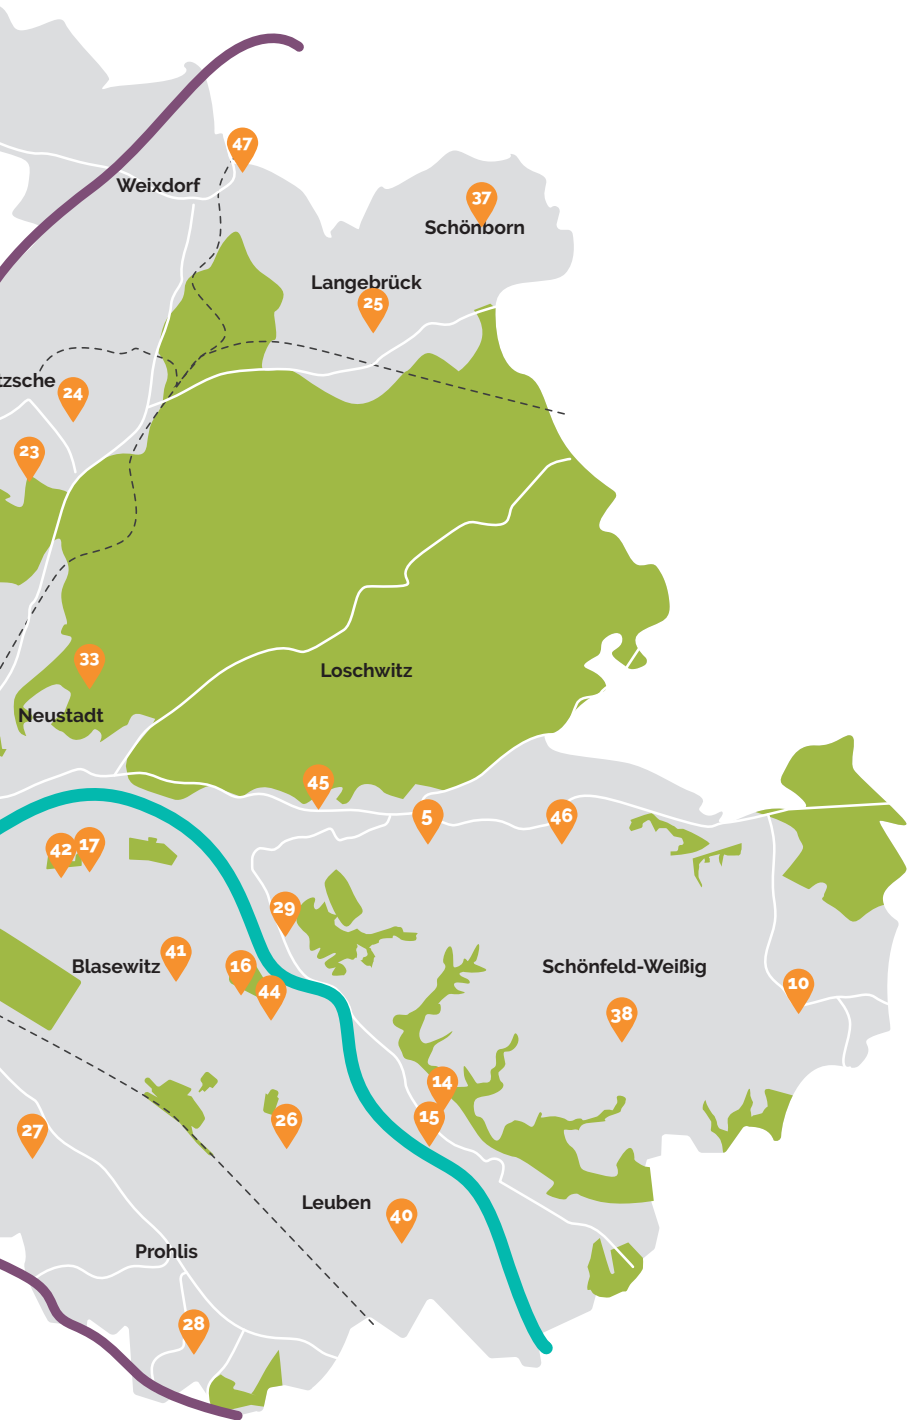 47
Weixdorf
37
Schönborn
Langebrück
25
tzsche
24
23
33
Loschwitz
Neustadt
45
5
46
42
17
29
41
Blasewitz
16
Schönfeld-Weißig
44
10
38
14
15
26
27
Leuben
40
Prohlis
28